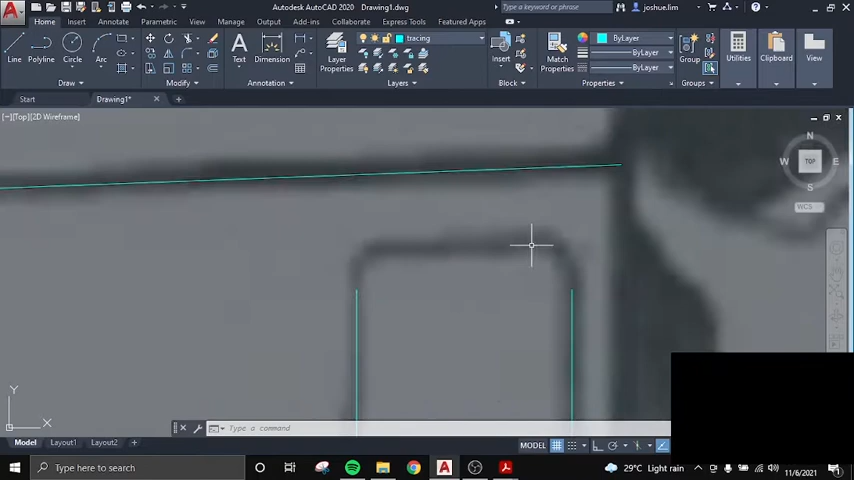 Autodesk AutoCAD 2020 Drawing1.dwg
Type a keyword or phrase
joshue.lim
Home Insert Annotate Parametric View Manage Output Add-ins Collaborate Express Tools Featured Apps
Line Polyline Circle Arc Text Dimension Layer Properties Insert Match Properties Group Utilities Clipboard View
tracing
ByLayer
ByLayer
ByLayer
Draw Modify Annotation Layers Block Properties Groups
Start Drawing1*
[−][Top][2D Wireframe]
N
W TOP E
S
WCS
Y
X
Type a command
Model Layout1 Layout2
MODEL
Type here to search
29°C Light rain
11/6/2021